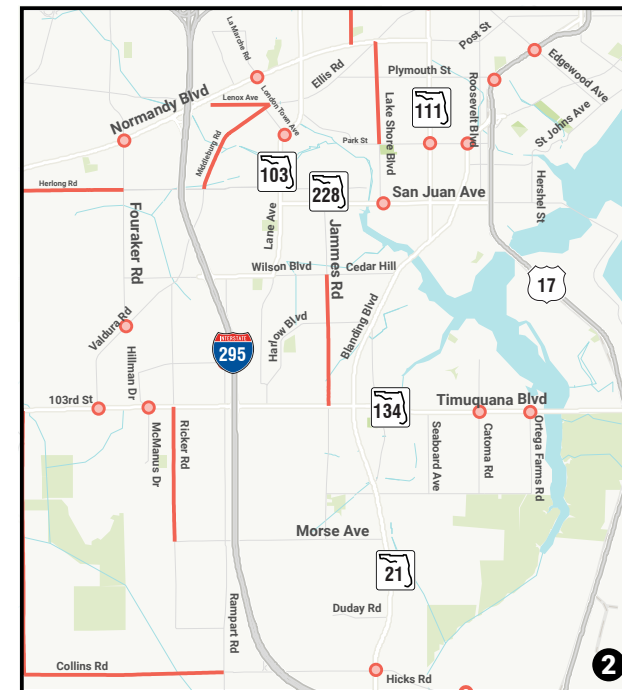 La Marche Rd
Post St
Edgewood Ave
Ellis Rd
Plymouth St
Roosevelt Blvd
Normandy Blvd
Lenox Ave
London Town Ave
Lake Shore Blvd
111
St Johns Ave
Middleburg Rd
Park St
103
228
San Juan Ave
Hershel St
Herlong Rd
Fouraker Rd
Lane Ave
Jammes Rd
Wilson Blvd
Cedar Hill
17
Valdura Rd
Harlow Blvd
Blanding Blvd
INTERSTATE
295
Hillman Dr
103rd St
134
Timuquana Blvd
McManus Dr
Ricker Rd
Seaboard Ave
Catoma Rd
Ortega Farms Rd
Morse Ave
21
Rampart Rd
Duday Rd
Collins Rd
Hicks Rd
2